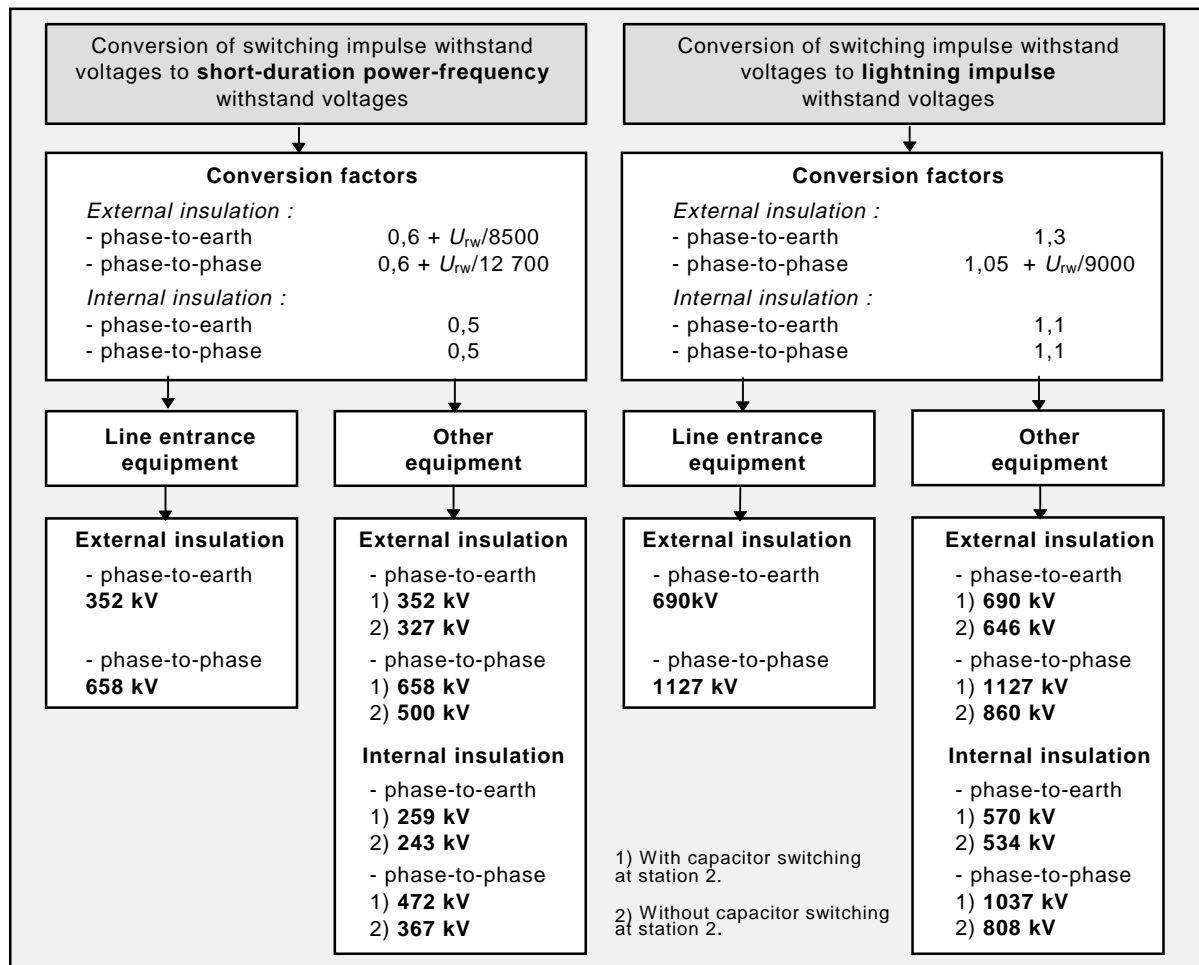 Conversion of switching impulse withstand
voltages to short-duration power-frequency
withstand voltages
Conversion factors
External insulation :
- phase-to-earth 0,6 + Urw/8500
- phase-to-phase 0,6 + Urw/12 700
Internal insulation :
- phase-to-earth 0,5
- phase-to-phase 0,5
Line entrance
equipment
External insulation
- phase-to-earth
352 kV
- phase-to-phase
658 kV
Other
equipment
External insulation
- phase-to-earth
1) 352 kV
2) 327 kV
- phase-to-phase
1) 658 kV
2) 500 kV
Internal insulation
- phase-to-earth
1) 259 kV
2) 243 kV
- phase-to-phase
1) 472 kV
2) 367 kV
Conversion of switching impulse withstand
voltages to lightning impulse
withstand voltages
Conversion factors
External insulation :
- phase-to-earth 1,3
- phase-to-phase 1,05 + Urw/9000
Internal insulation :
- phase-to-earth 1,1
- phase-to-phase 1,1
Line entrance
equipment
External insulation
- phase-to-earth
690kV
- phase-to-phase
1127 kV
Other
equipment
External insulation
- phase-to-earth
1) 690 kV
2) 646 kV
- phase-to-phase
1) 1127 kV
2) 860 kV
Internal insulation
- phase-to-earth
1) 570 kV
2) 534 kV
- phase-to-phase
1) 1037 kV
2) 808 kV
1) With capacitor switching
at station 2.
2) Without capacitor switching
at station 2.